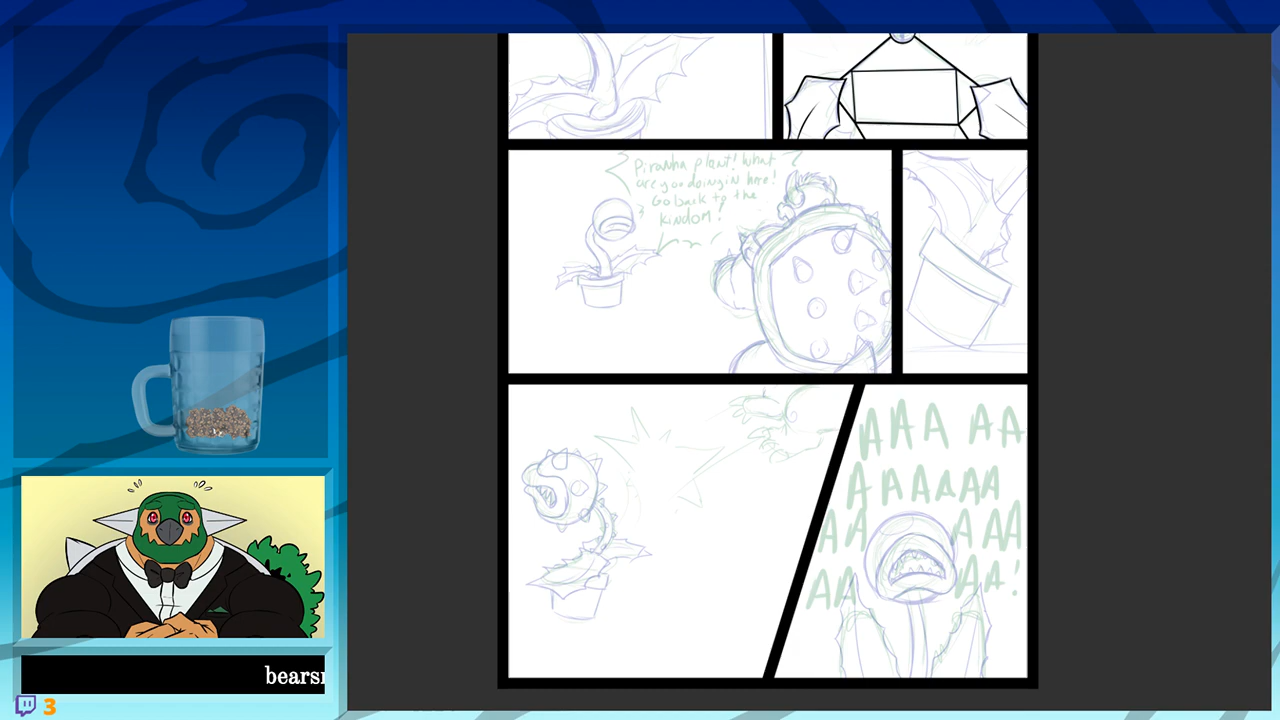 Piranha plant! What
are you doing in here!
Go back to the
kindom!
AAA AA
AAAAAA
AA AAA
AA AA!
bears
3